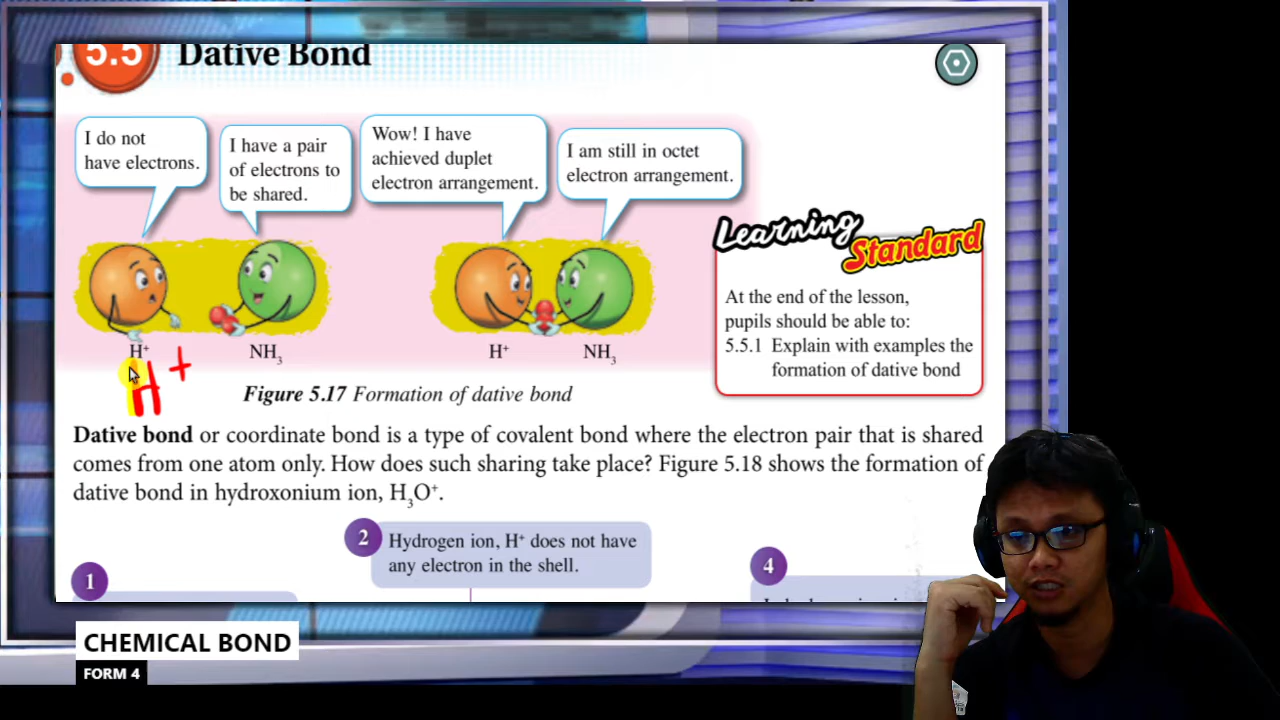 5.5 Dative Bond
I do not
have electrons.
I have a pair
of electrons to
be shared.
Wow! I have
achieved duplet
electron arrangement.
I am still in octet
electron arrangement.
H⁺
NH₃
H⁺
NH₃
H⁺
Figure 5.17 Formation of dative bond
Learning
Standard
At the end of the lesson,
pupils should be able to:
5.5.1 Explain with examples the
formation of dative bond
Dative bond or coordinate bond is a type of covalent bond where the electron pair that is shared
comes from one atom only. How does such sharing take place? Figure 5.18 shows the formation of
dative bond in hydroxonium ion, H₃O⁺.
1
2
Hydrogen ion, H⁺ does not have
any electron in the shell.
4
CHEMICAL BOND
FORM 4